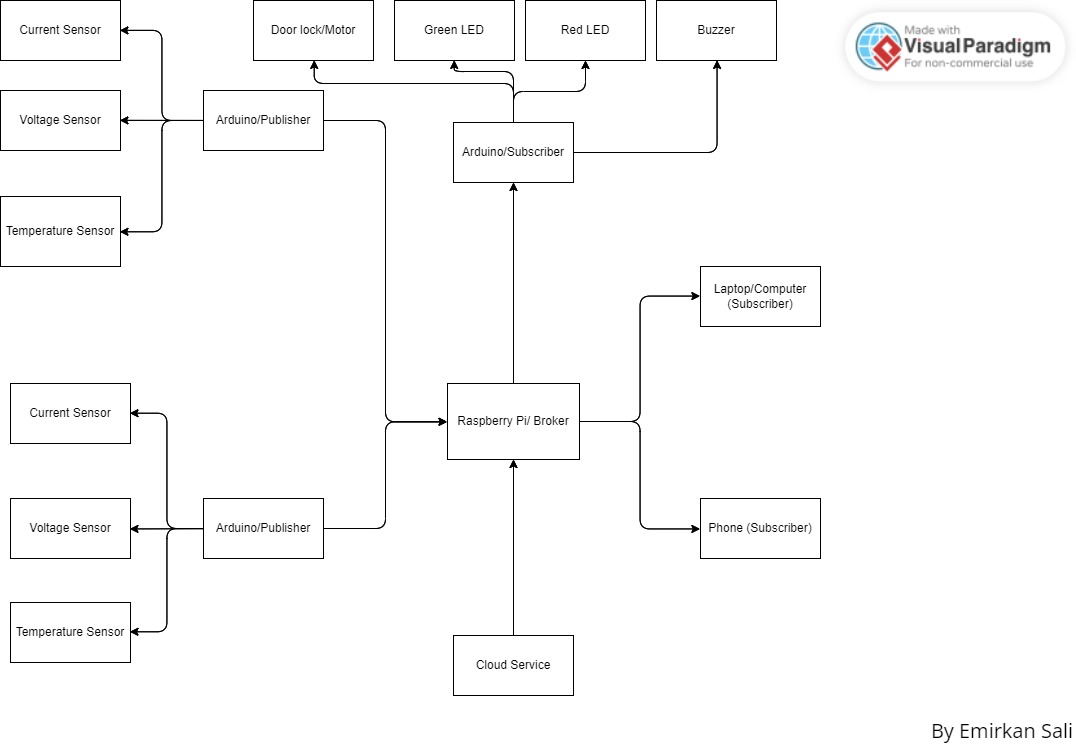 Current Sensor
Door lock/Motor
Green LED
Red LED
Buzzer
Made with
VisualParadigm
For non-commercial use
Voltage Sensor
Arduino/Publisher
Arduino/Subscriber
Temperature Sensor
Laptop/Computer
(Subscriber)
Current Sensor
Raspberry Pi/ Broker
Voltage Sensor
Arduino/Publisher
Phone (Subscriber)
Temperature Sensor
Cloud Service
By Emirkan Sali